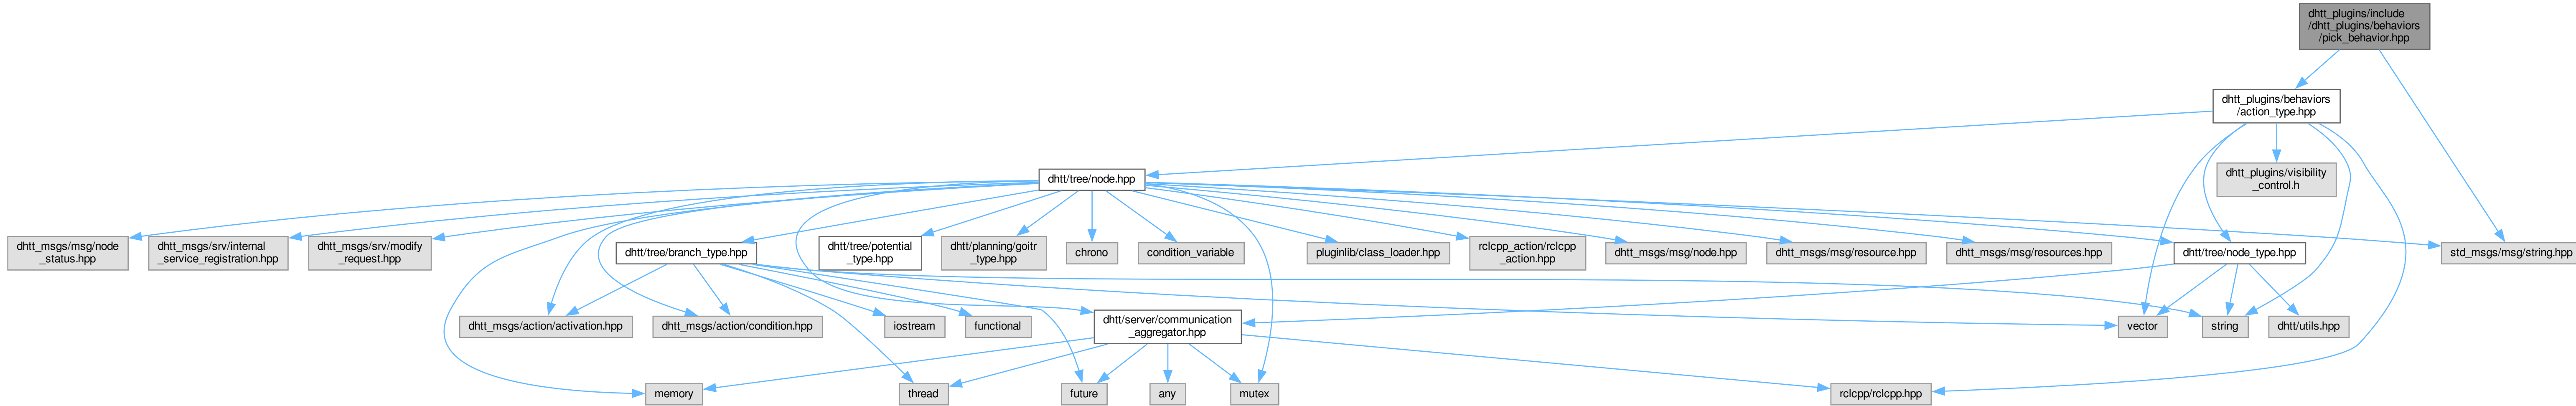 dhtt_plugins/include
/dhtt_plugins/behaviors
/pick_behavior.hpp
dhtt_plugins/behaviors
/action_type.hpp
dhtt/tree/node.hpp
dhtt_plugins/visibility
_control.h
dhtt_msgs/msg/node
_status.hpp
dhtt_msgs/srv/internal
_service_registration.hpp
dhtt_msgs/srv/modify
_request.hpp
dhtt/tree/branch_type.hpp
dhtt/tree/potential
_type.hpp
dhtt/planning/goitr
_type.hpp
chrono
condition_variable
pluginlib/class_loader.hpp
rclcpp_action/rclcpp
_action.hpp
dhtt_msgs/msg/node.hpp
dhtt_msgs/msg/resource.hpp
dhtt_msgs/msg/resources.hpp
dhtt/tree/node_type.hpp
std_msgs/msg/string.hpp
dhtt_msgs/action/activation.hpp
dhtt_msgs/action/condition.hpp
iostream
functional
dhtt/server/communication
_aggregator.hpp
vector
string
dhtt/utils.hpp
memory
thread
future
any
mutex
rclcpp/rclcpp.hpp